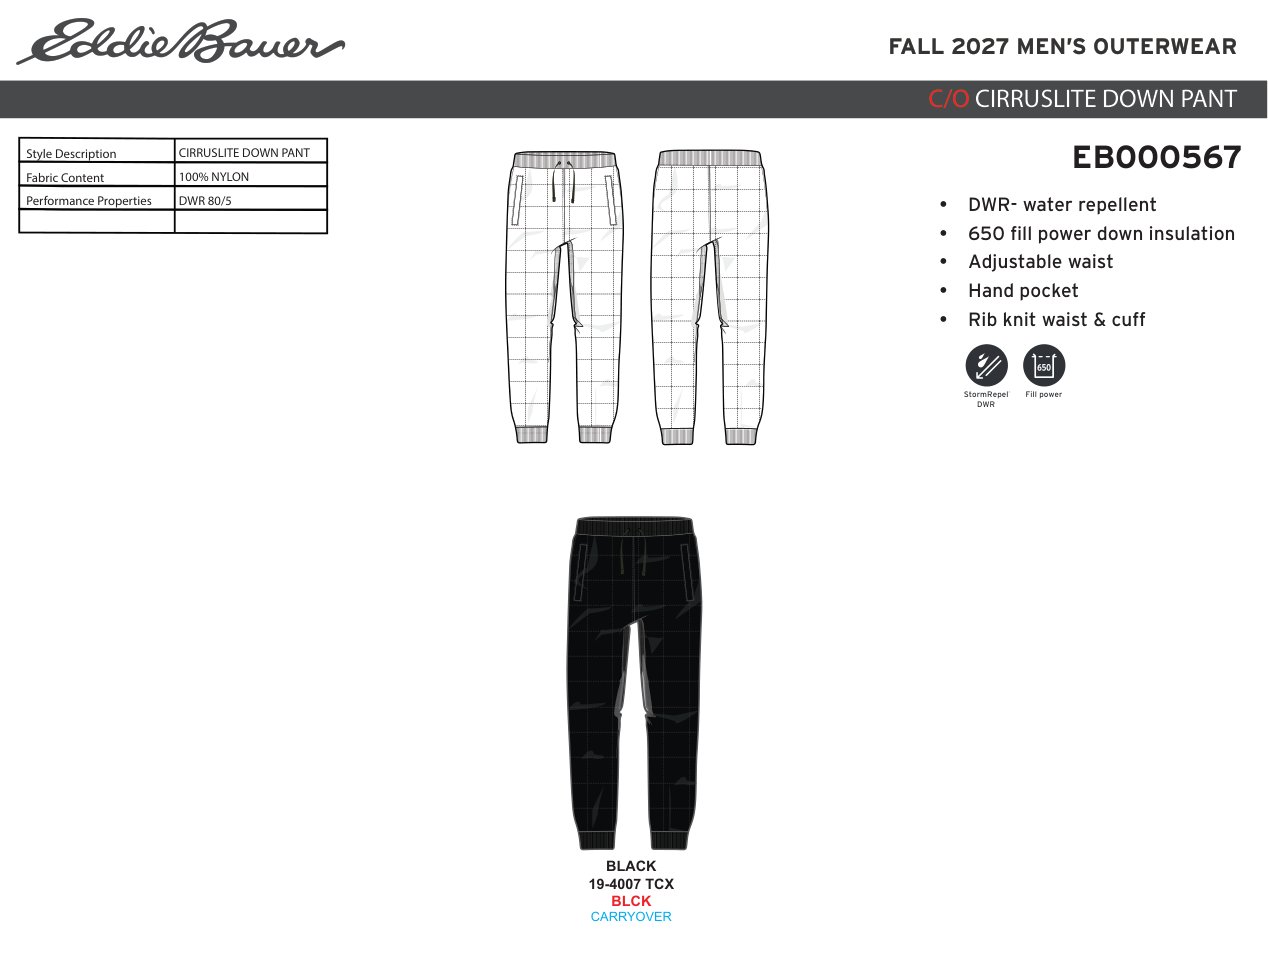 Eddie Bauer
FALL 2027 MEN'S OUTERWEAR
C/O CIRRUSLITE DOWN PANT
Style Description CIRRUSLITE DOWN PANT
Fabric Content 100% NYLON
Performance Properties DWR 80/5
EB000567
• DWR- water repellent
• 650 fill power down insulation
• Adjustable waist
• Hand pocket
• Rib knit waist & cuff
650
StormRepel Fill power
DWR
BLACK
19-4007 TCX
BLCK
CARRYOVER